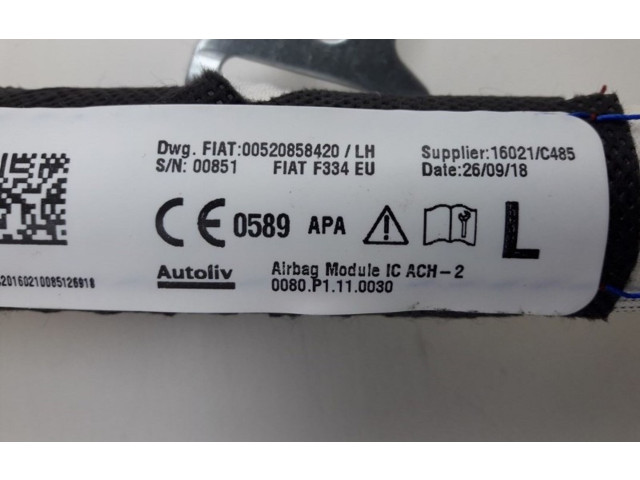 Dwg. FIAT:00520858420 / LH
S/N: 00851 FIAT F334 EU
Supplier:16021/C485
Date:26/09/18
CE 0589 APA
L
Autoliv
Airbag Module IC ACH-2
0080.P1.11.0030